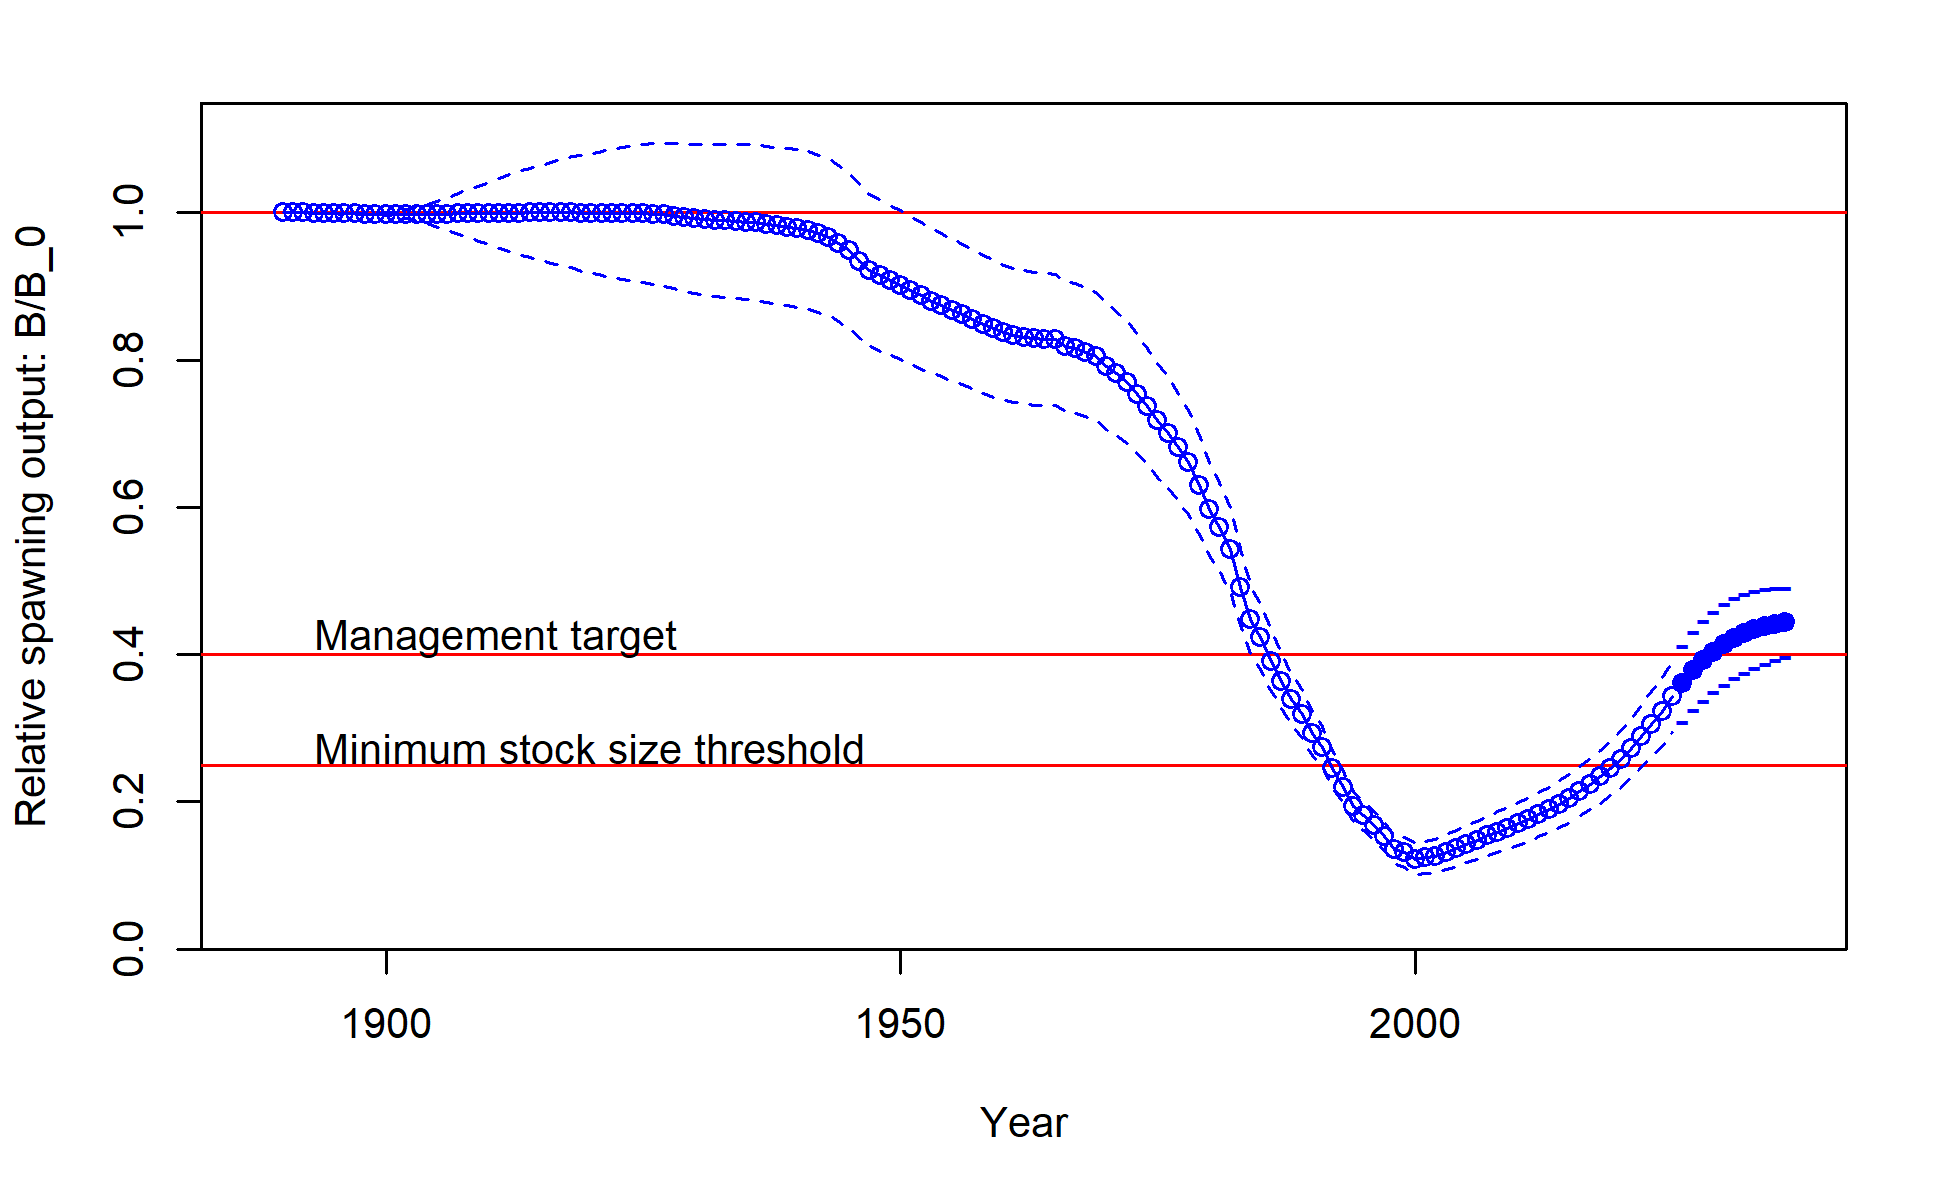 Relative spawning output: B/B_0
1.0
0.8
0.6
0.4
0.2
0.0
Management target
Minimum stock size threshold
1900 1950 2000
Year